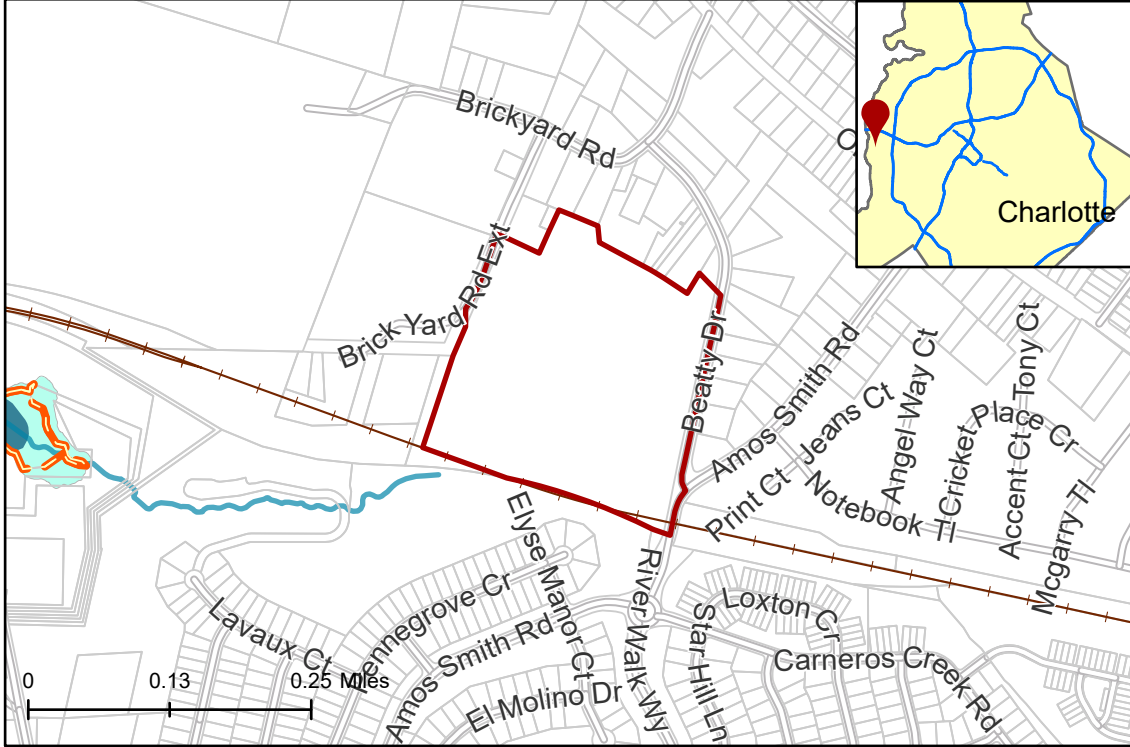 Brickyard Rd
Charlotte
Brick Yard Rd Ext
Beatty Dr
Amos Smith Rd
Jeans Ct
Print Ct
Angel Way Ct
Notebook Tl
Cricket
Place Cr
Tony Ct
Accent Ct
Mcgarry Tl
Elyse Manor Ct
River Walk Wy
Star Hill Ln
Loxton Cr
Carneros Creek Rd
Lavaux Ct
Pennegrove Cr
Amos Smith Rd
El Molino Dr
0 0.13 0.25 Miles